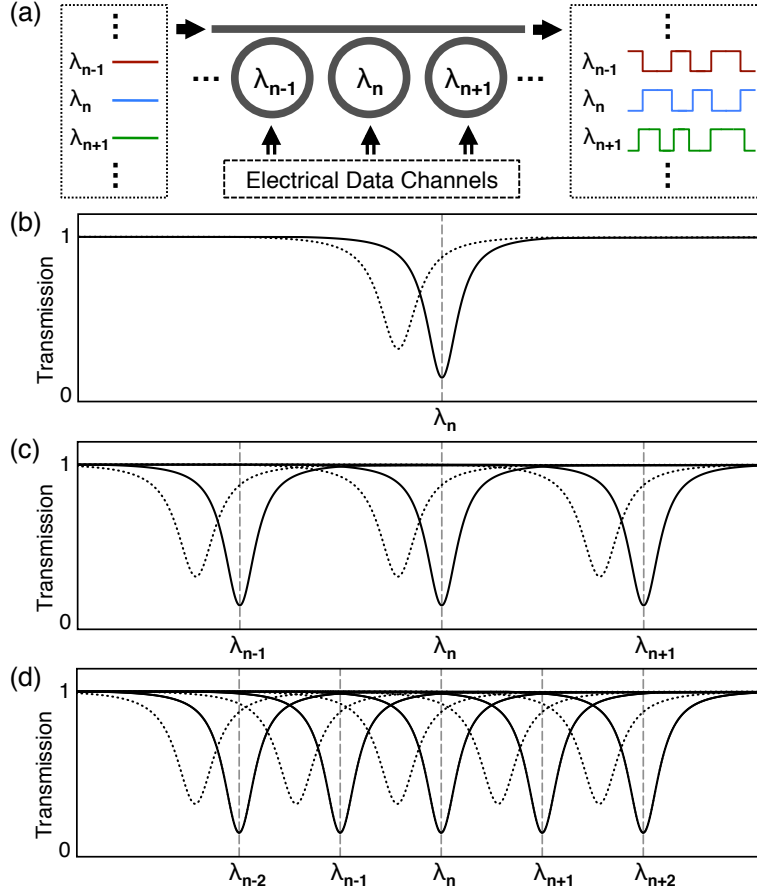 (a)
λn-1
λn
λn+1
λn-1
λn
λn+1
λn-1
λn
λn+1
Electrical Data Channels
(b)
Transmission
1
0
λn
(c)
Transmission
1
0
λn-1
λn
λn+1
(d)
Transmission
1
0
λn-2
λn-1
λn
λn+1
λn+2